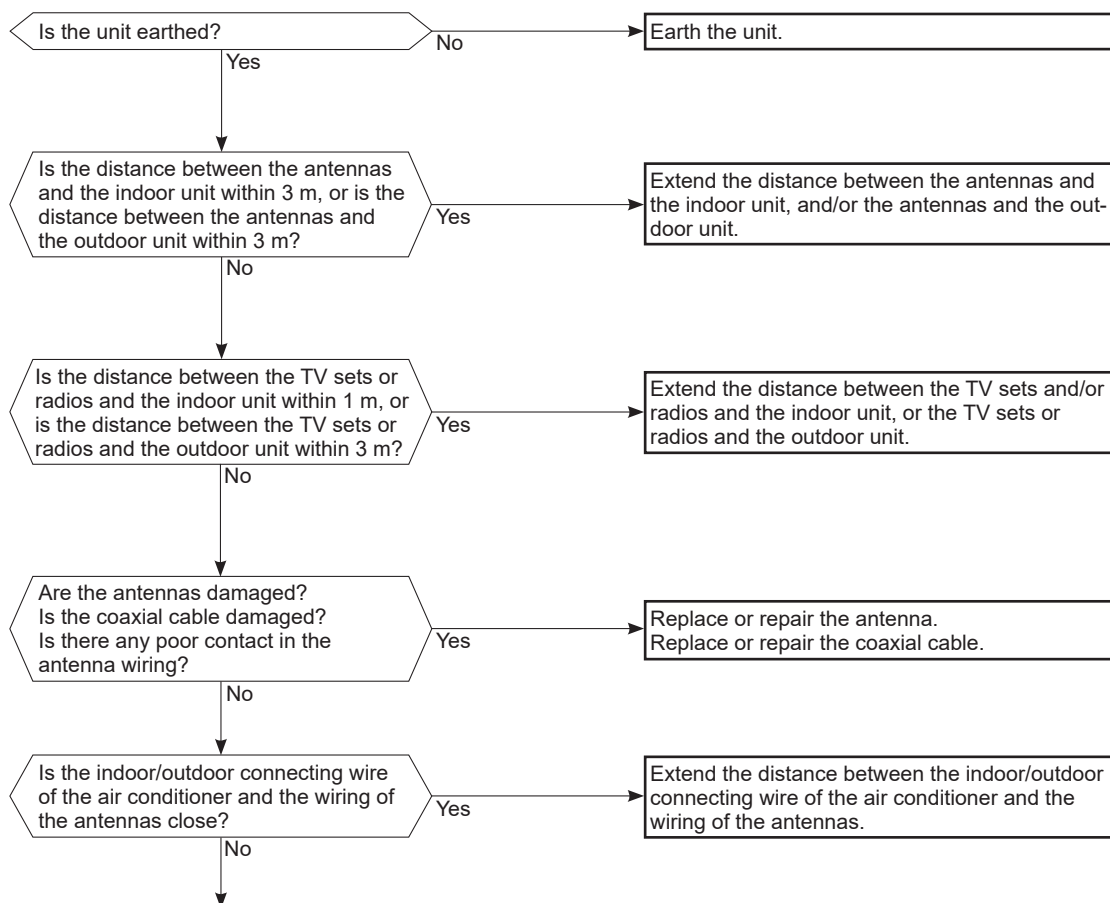 Is the unit earthed?
No
Earth the unit.
Yes
Is the distance between the antennas
and the indoor unit within 3 m, or is the
distance between the antennas and
the outdoor unit within 3 m?
Yes
Extend the distance between the antennas and
the indoor unit, and/or the antennas and the out-
door unit.
No
Is the distance between the TV sets or
radios and the indoor unit within 1 m, or
is the distance between the TV sets or
radios and the outdoor unit within 3 m?
Yes
Extend the distance between the TV sets and/or
radios and the indoor unit, or the TV sets or
radios and the outdoor unit.
No
Are the antennas damaged?
Is the coaxial cable damaged?
Is there any poor contact in the
antenna wiring?
Yes
Replace or repair the antenna.
Replace or repair the coaxial cable.
No
Is the indoor/outdoor connecting wire
of the air conditioner and the wiring of
the antennas close?
Yes
Extend the distance between the indoor/outdoor
connecting wire of the air conditioner and the
wiring of the antennas.
No